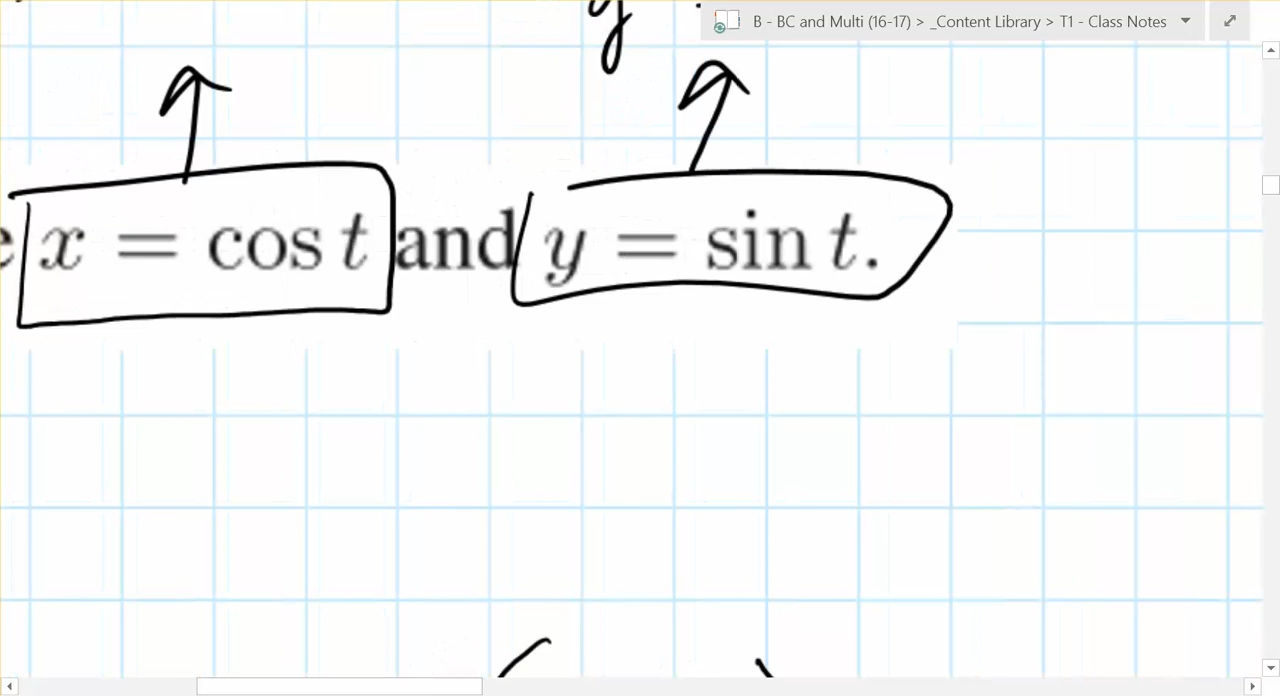 B - BC and Multi (16-17) > _Content Library > T1 - Class Notes
y
x = cos t and y = sin t.